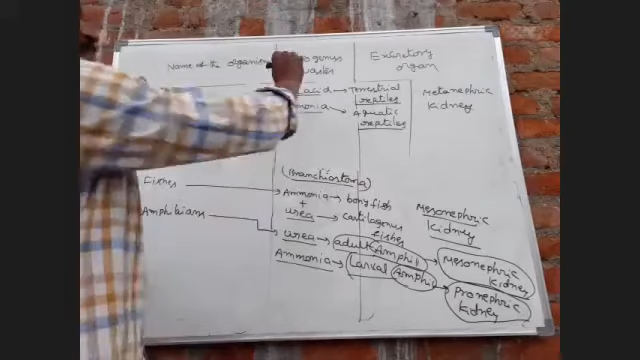 Name of the organism
Excretory
organ
acid → Terrestrial
reptiles
Metanephric
Kidney
Aquatic
reptiles
(Branchiostoma)
Fishes
Ammonia → bony fish
+
urea → Cartilagenus
fishes
Mesonephric
Kidney
Amphibians
urea → adult Amphi
Mesonephric
Kidney
Ammonia → Larval Amphi
Pronephric
Kidney